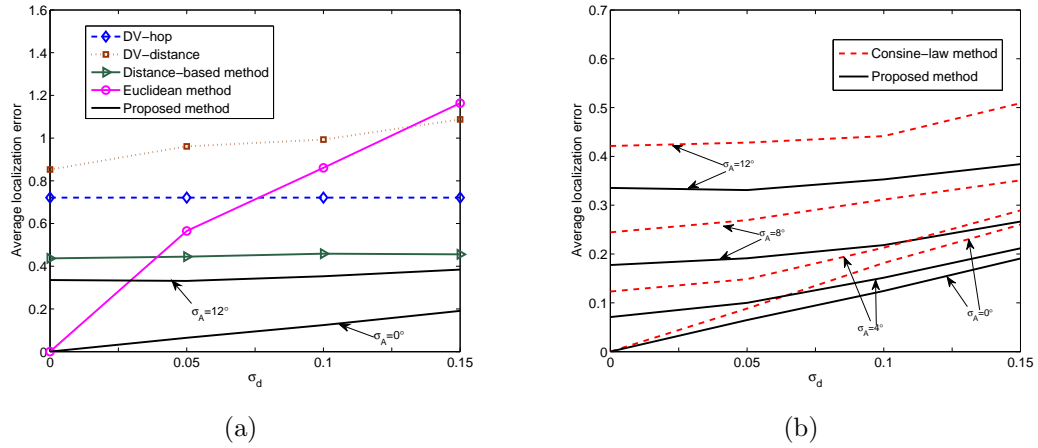 1.6
1.4
1.2
1
0.8
0.6
0.4
0.2
0
Average localization error
DV-hop
DV-distance
Distance-based method
Euclidean method
Proposed method
σA=12°
σA=0°
0
0.05
0.1
0.15
σd
(a)
0.7
0.6
0.5
0.4
0.3
0.2
0.1
0
Average localization error
Consine-law method
Proposed method
σA=12°
σA=8°
σA=4°
σA=0°
0
0.05
0.1
0.15
σd
(b)